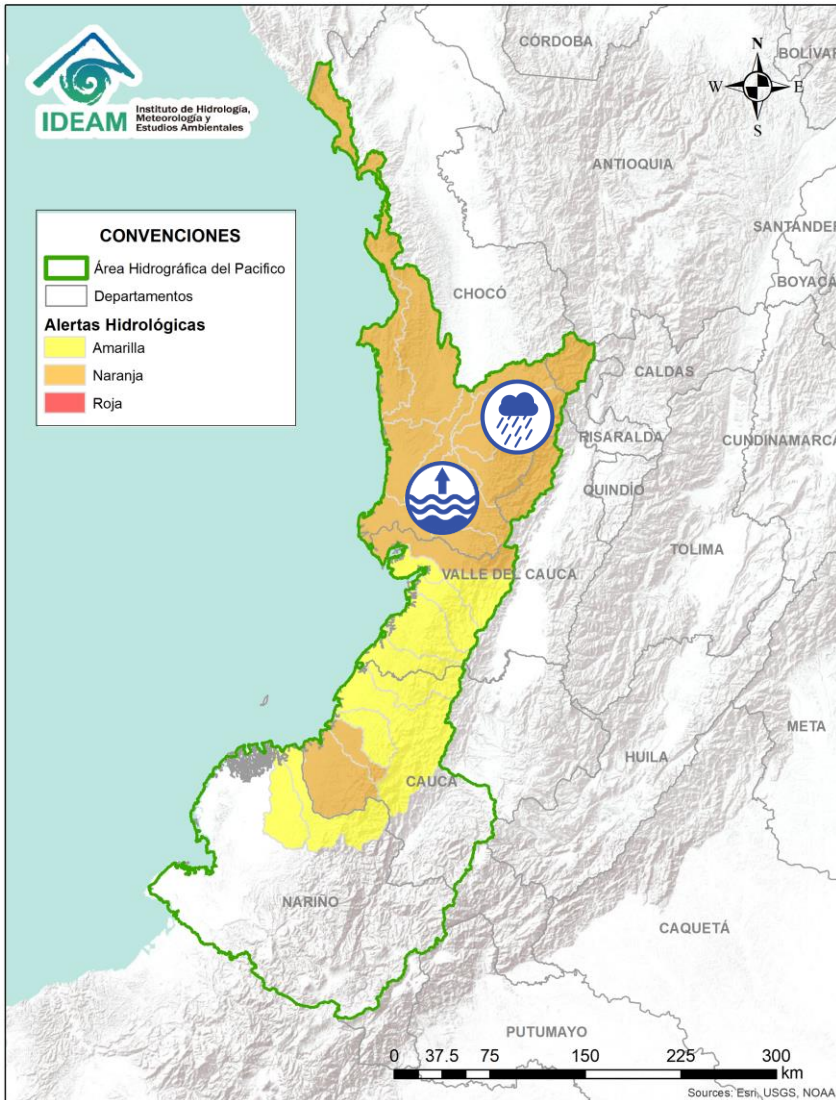 IDEAM
Instituto de Hidrología,
Meteorología y
Estudios Ambientales
CONVENCIONES
Área Hidrográfica del Pacifico
Departamentos
Alertas Hidrológicas
Amarilla
Naranja
Roja
N
W
E
S
CÓRDOBA
BOLÍVAR
ANTIOQUIA
SANTANDER
BOYACÁ
CHOCÓ
CALDAS
RISARALDA
CUNDINAMARCA
QUINDÍO
TOLIMA
VALLE DEL CAUCA
META
HUILA
CAUCA
NARIÑO
CAQUETÁ
PUTUMAYO
0 37.5 75 150 225 300
km
Sources: Esri, USGS, NOAA